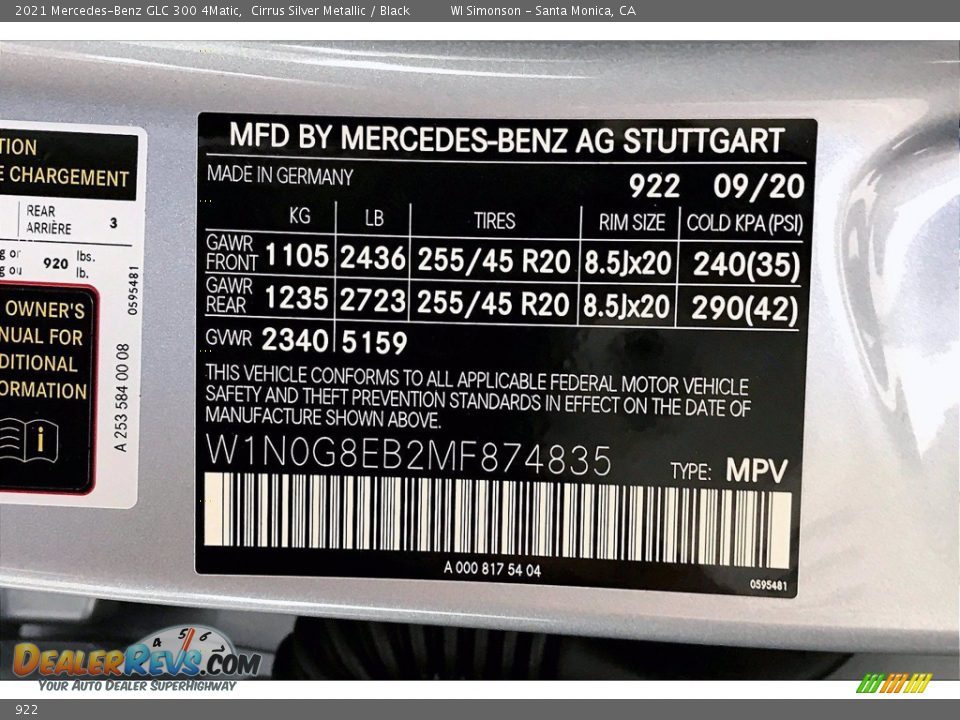 2021 Mercedes-Benz GLC 300 4Matic, Cirrus Silver Metallic / Black WI Simonson - Santa Monica, CA
TION
E CHARGEMENT
REAR
ARRIÈRE 3
g or 920 lbs.
g ou lb.
OWNER'S
NUAL FOR
DITIONAL
ORMATION
i
0595481
A 253 584 00 08
MFD BY MERCEDES-BENZ AG STUTTGART
MADE IN GERMANY
922 09/20
KG LB TIRES RIM SIZE COLD KPA(PSI)
GAWR FRONT 1105 2436 255/45 R20 8.5Jx20 240(35)
GAWR REAR 1235 2723 255/45 R20 8.5Jx20 290(42)
GVWR 2340 5159
THIS VEHICLE CONFORMS TO ALL APPLICABLE FEDERAL MOTOR VEHICLE
SAFETY AND THEFT PREVENTION STANDARDS IN EFFECT ON THE DATE OF
MANUFACTURE SHOWN ABOVE.
W1N0G8EB2MF874835
TYPE: MPV
A 000 817 54 04
0595481
4 5 6 7
DEALERREVS.COM
YOUR AUTO DEALER SUPERHIGHWAY
922